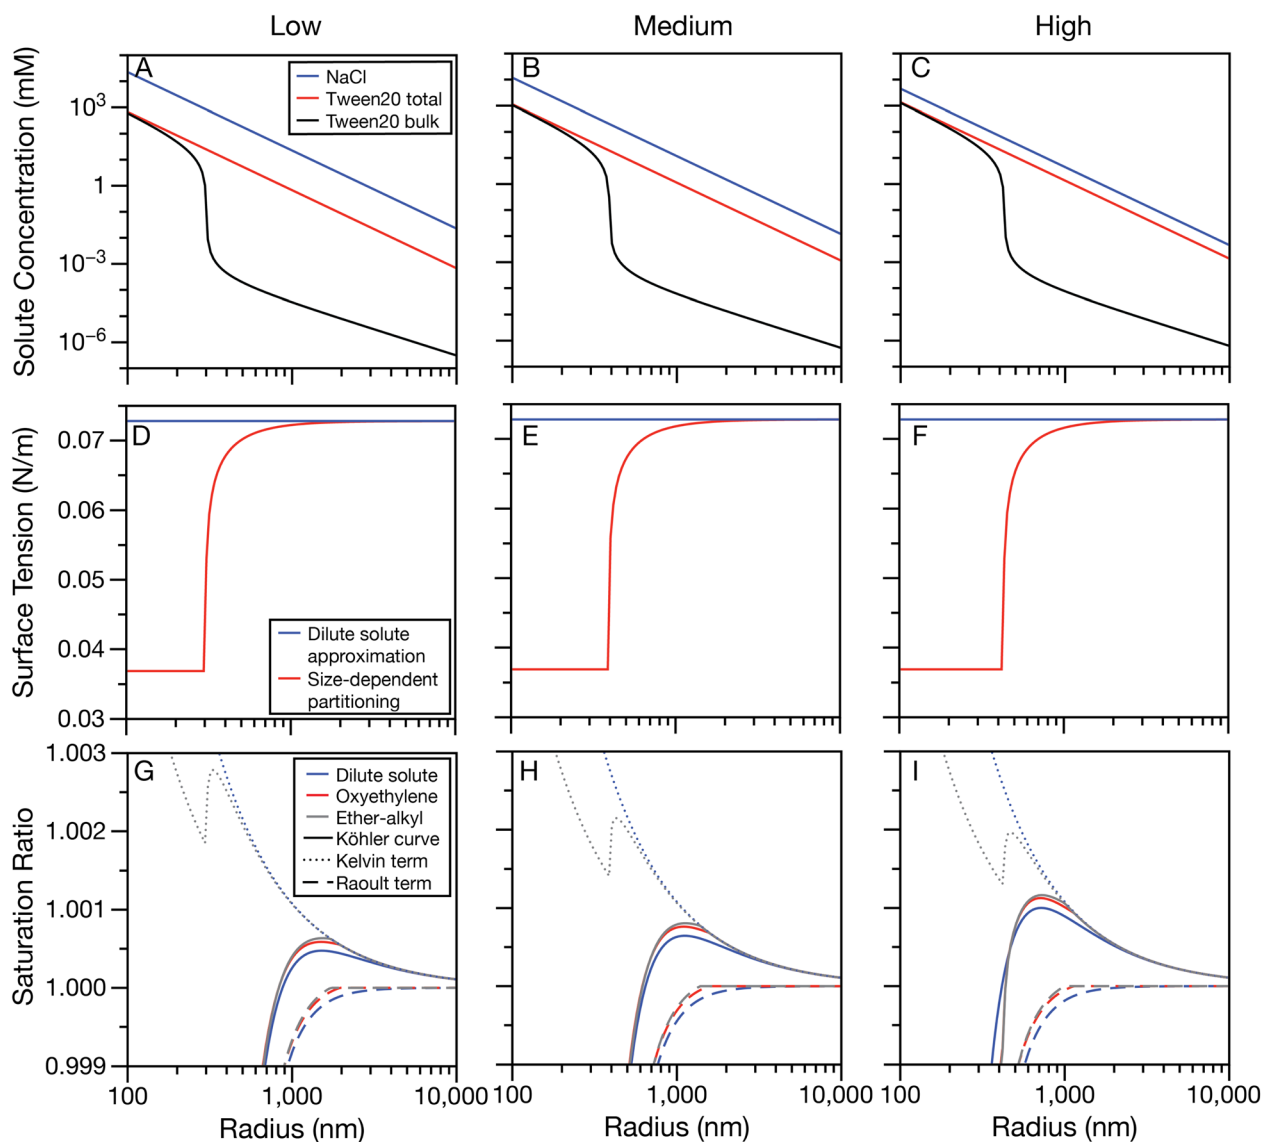 Low Medium High
Solute Concentration (mM)
10³
1
10⁻³
10⁻⁶
A
NaCl
Tween20 total
Tween20 bulk
B
C
Surface Tension (N/m)
0.07
0.06
0.05
0.04
0.03
D
Dilute solute
approximation
Size-dependent
partitioning
E
F
Saturation Ratio
1.003
1.002
1.001
1.000
0.999
G
Dilute solute
Oxyethylene
Ether-alkyl
Köhler curve
Kelvin term
Raoult term
H
I
100 1,000 10,000 100 1,000 10,000 100 1,000 10,000
Radius (nm) Radius (nm) Radius (nm)